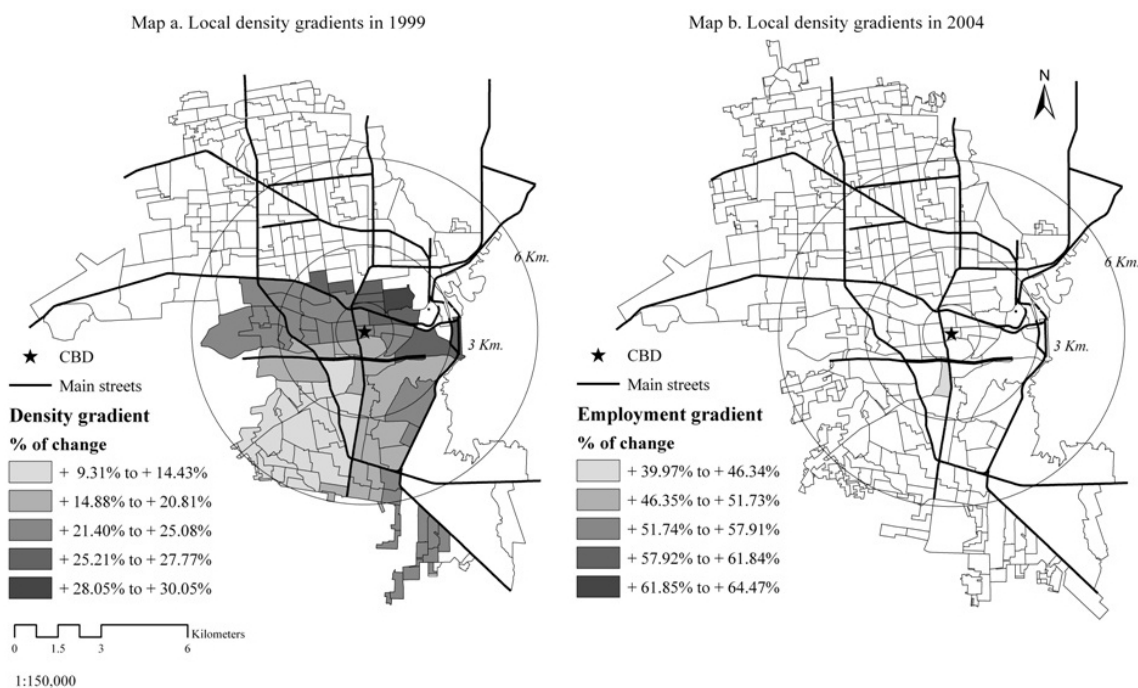 Map a. Local density gradients in 1999
Map b. Local density gradients in 2004
N
6 Km.
3 Km.
CBD
Main streets
Density gradient
% of change
+ 9.31% to + 14.43%
+ 14.88% to + 20.81%
+ 21.40% to + 25.08%
+ 25.21% to + 27.77%
+ 28.05% to + 30.05%
Kilometers
0 1.5 3 6
1:150,000
6 Km.
3 Km.
CBD
Main streets
Employment gradient
% of change
+ 39.97% to + 46.34%
+ 46.35% to + 51.73%
+ 51.74% to + 57.91%
+ 57.92% to + 61.84%
+ 61.85% to + 64.47%